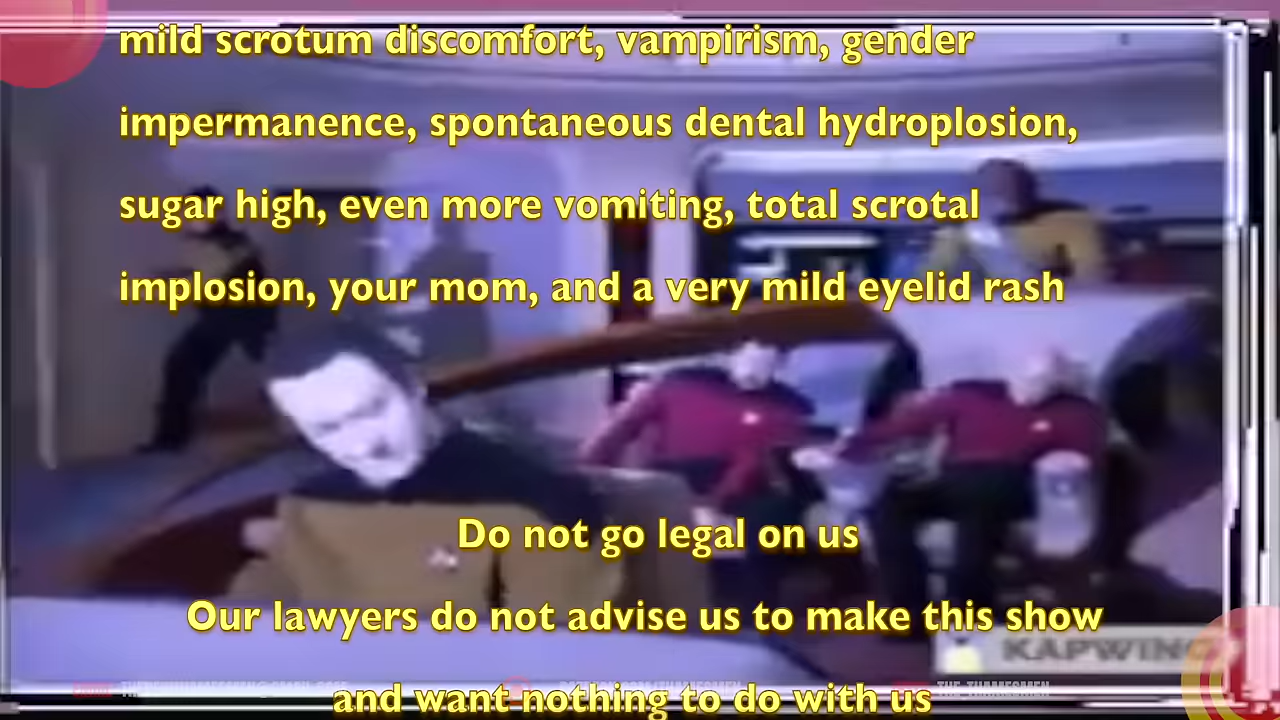 mild scrotum discomfort, vampirism, gender
impermanence, spontaneous dental hydroplosion,
sugar high, even more vomiting, total scrotal
implosion, your mom, and a very mild eyelid rash
Do not go legal on us
Our lawyers do not advise us to make this show
KAPWING
and want nothing to do with us